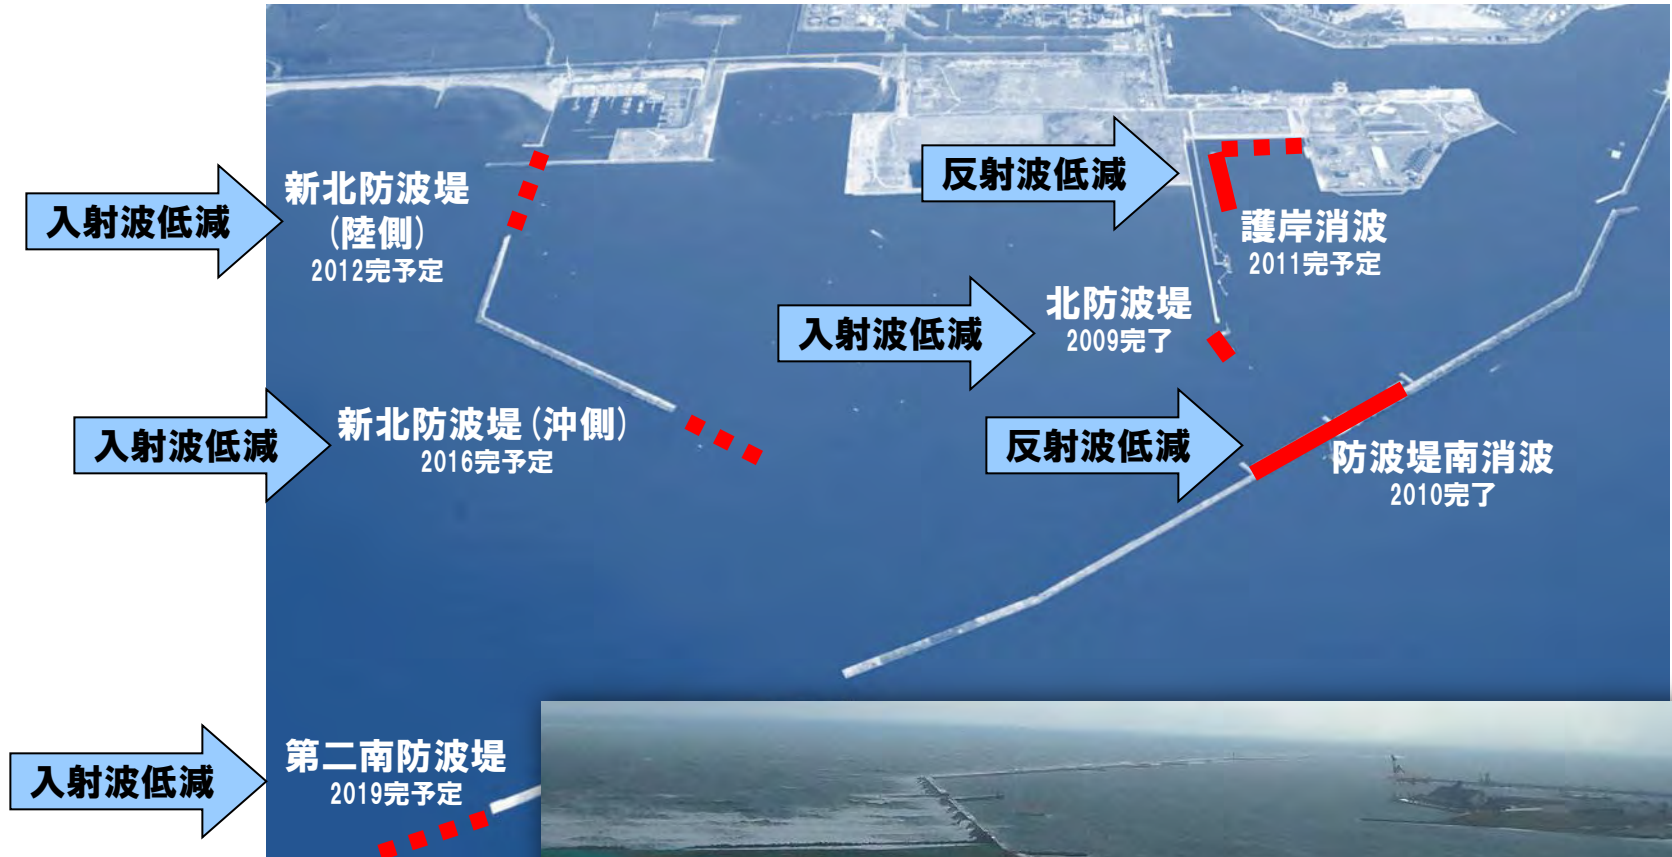 反射波低減
新北防波堤
(陸側)
2012完予定
入射波低減
護岸消波
2011完予定
北防波堤
2009完了
入射波低減
新北防波堤(沖側)
2016完予定
入射波低減
反射波低減
防波堤南消波
2010完了
第二南防波堤
2019完予定
入射波低減